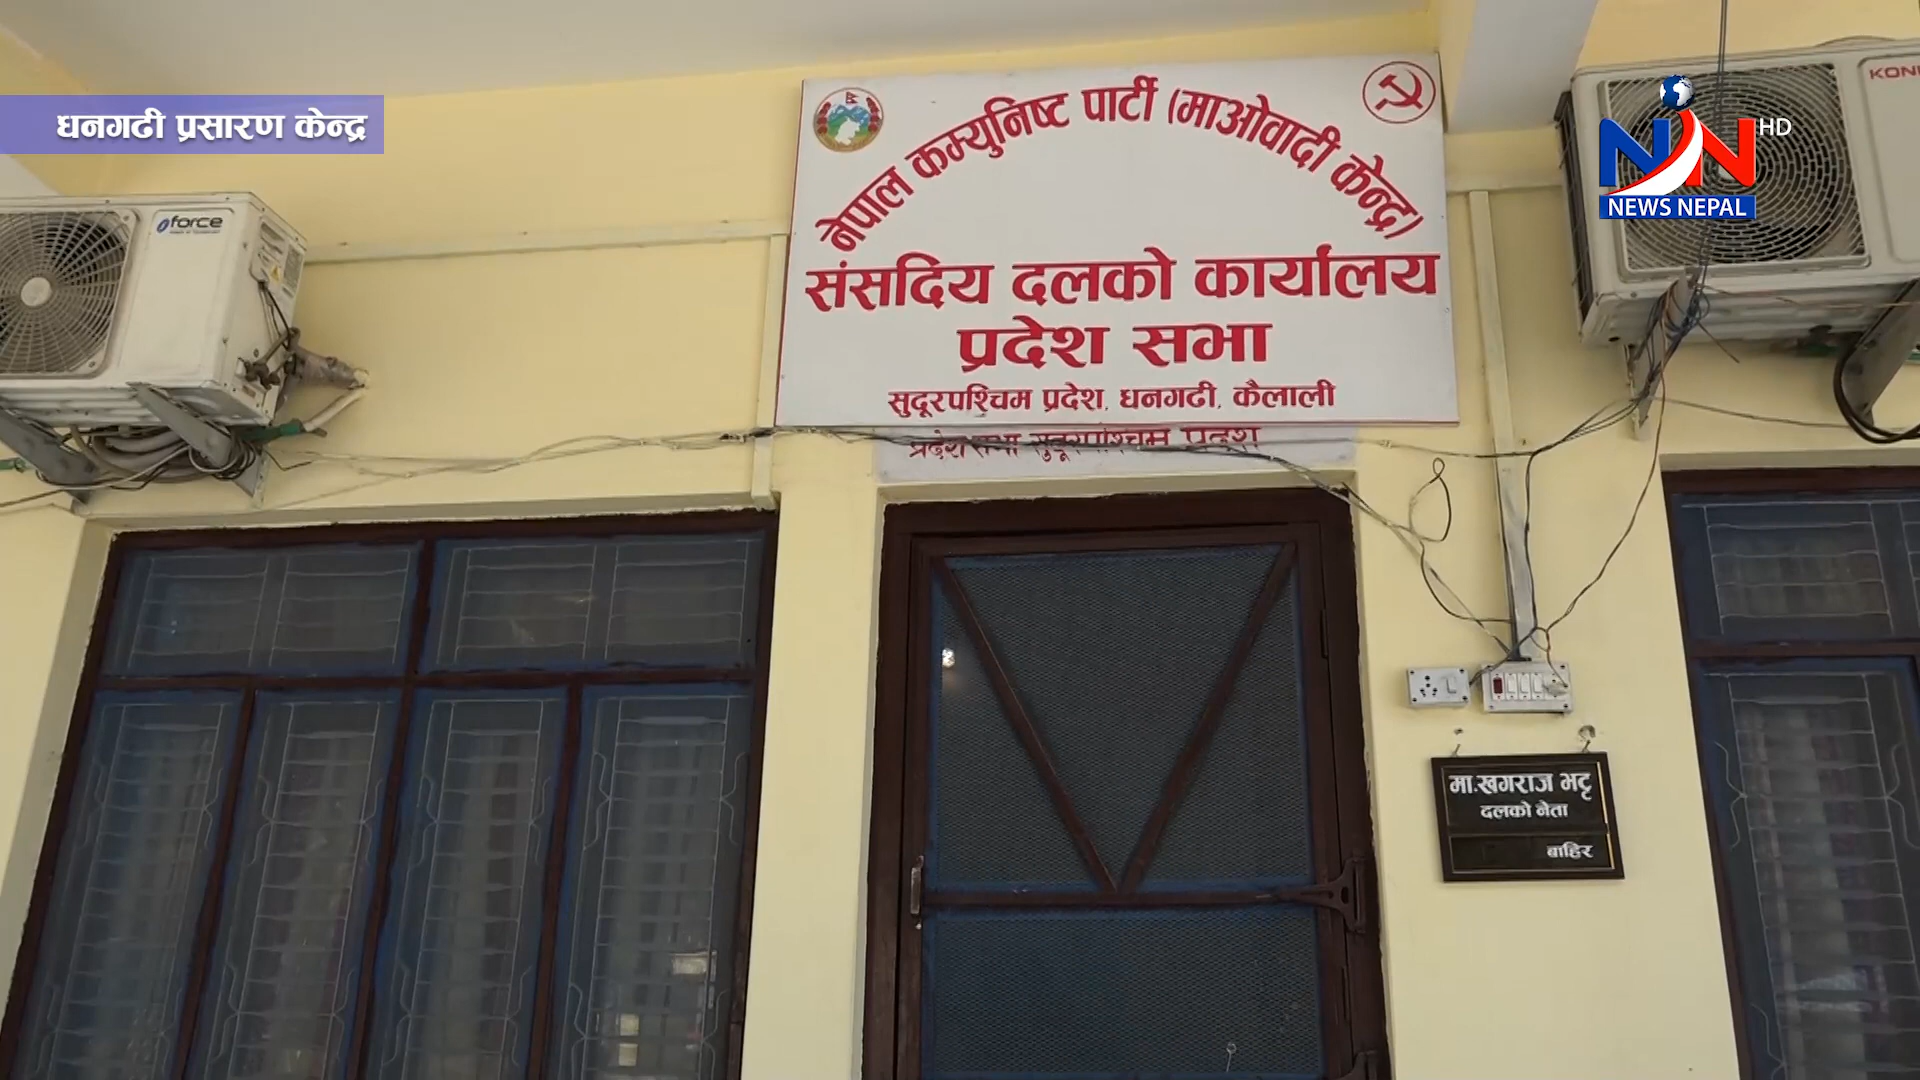 धनगढी प्रसारण केन्द्र
नेपाल कम्युनिष्ट पार्टी (माओवादी केन्द्र)
संसदिय दलको कार्यालय
प्रदेश सभा
सुदूरपश्चिम प्रदेश, धनगढी, कैलाली
प्रदेश सभा सुदूरपश्चिम प्रदेश
force
KON
NN HD
NEWS NEPAL
मा.खगराज भट्ट
दलको नेता
बाहिर